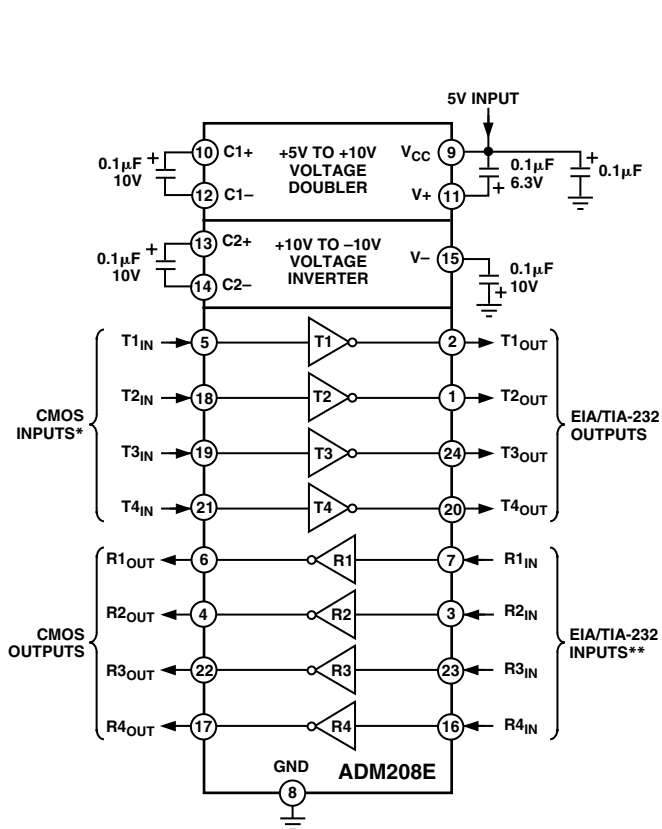 5V INPUT
0.1µF
10V
+
10
C1+
12
C1–
+5V TO +10V
VOLTAGE
DOUBLER
VCC
9
V+
11
0.1µF
6.3V
+
+
0.1µF
0.1µF
10V
+
13
C2+
14
C2–
+10V TO –10V
VOLTAGE
INVERTER
V–
15
0.1µF
10V
+
CMOS
INPUTS*
T1IN
5
T1
2
T1OUT
T2IN
18
T2
1
T2OUT
T3IN
19
T3
24
T3OUT
T4IN
21
T4
20
T4OUT
EIA/TIA-232
OUTPUTS
CMOS
OUTPUTS
R1OUT
6
R1
7
R1IN
R2OUT
4
R2
3
R2IN
R3OUT
22
R3
23
R3IN
R4OUT
17
R4
16
R4IN
EIA/TIA-232
INPUTS**
GND
8
ADM208E